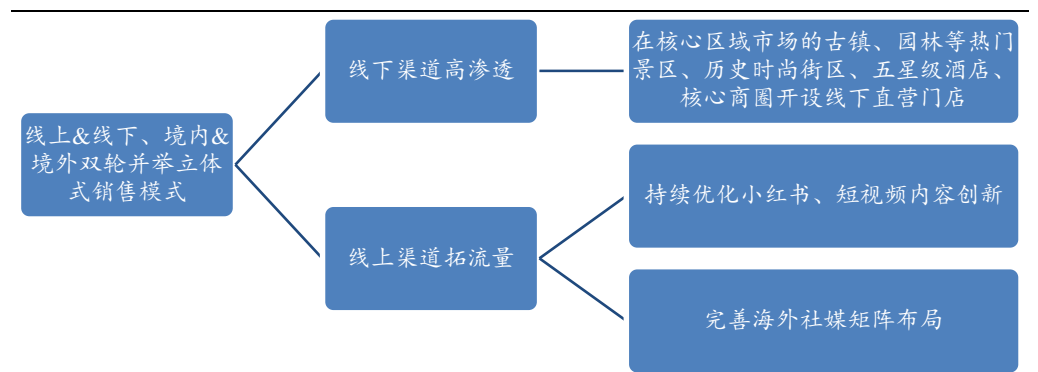 线上&线下、境内&
境外双轮并举立体
式销售模式
线下渠道高渗透
在核心区域市场的古镇、园林等热门
景区、历史时尚街区、五星级酒店、
核心商圈开设线下直营门店
线上渠道拓流量
持续优化小红书、短视频内容创新
完善海外社媒矩阵布局